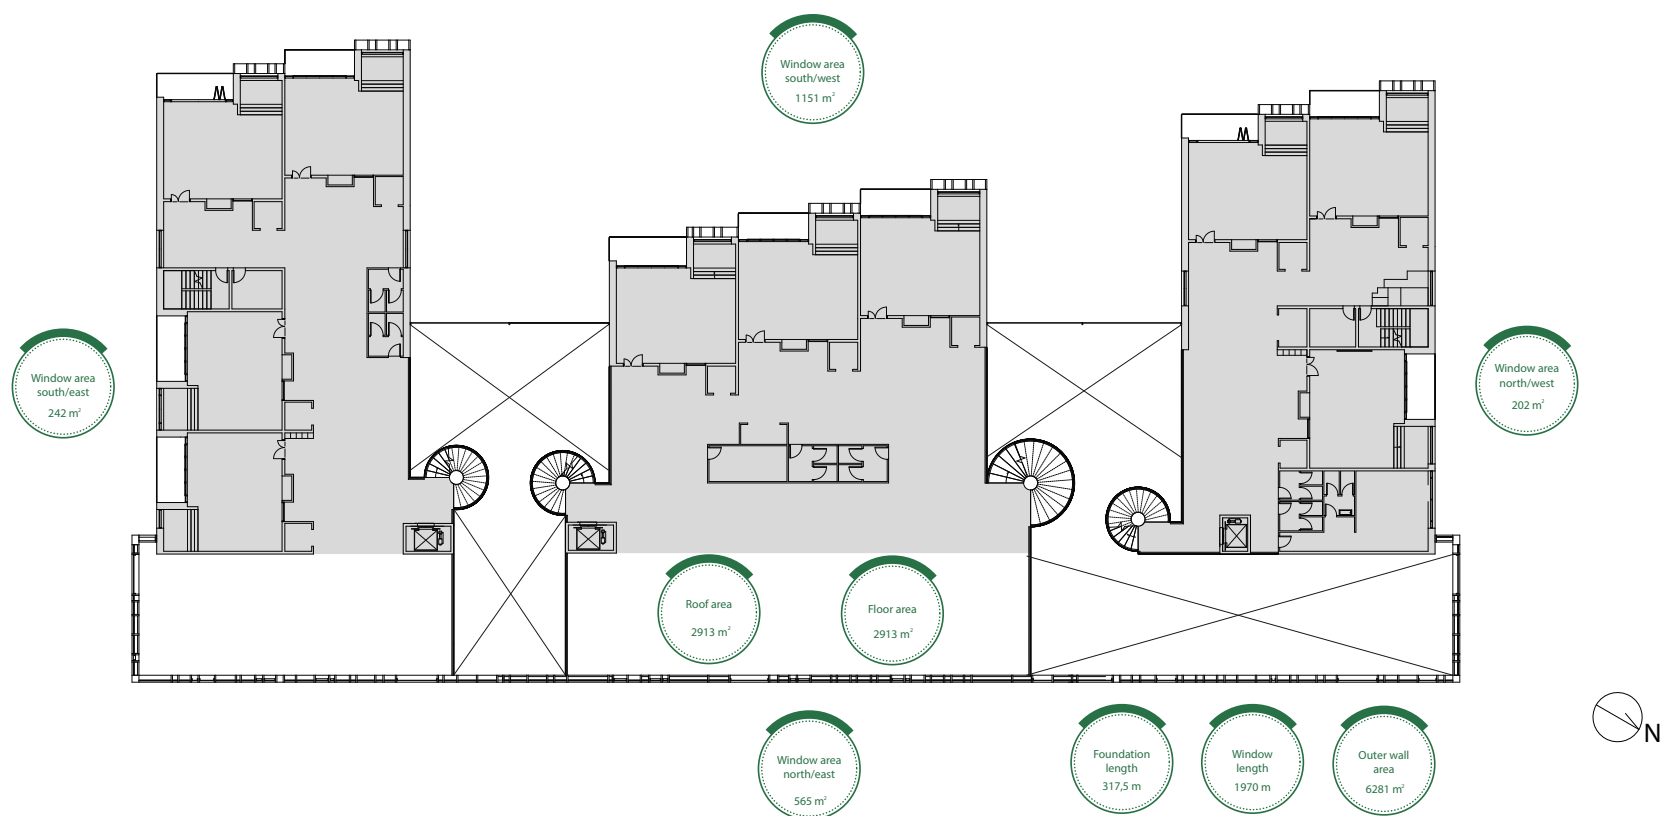 Window area
south/west
1151 m²
Window area
south/east
242 m²
Window area
north/west
202 m²
Roof area
2913 m²
Floor area
2913 m²
Window area
north/east
565 m²
Foundation
length
317,5 m
Window
length
1970 m
Outer wall
area
6281 m²
N